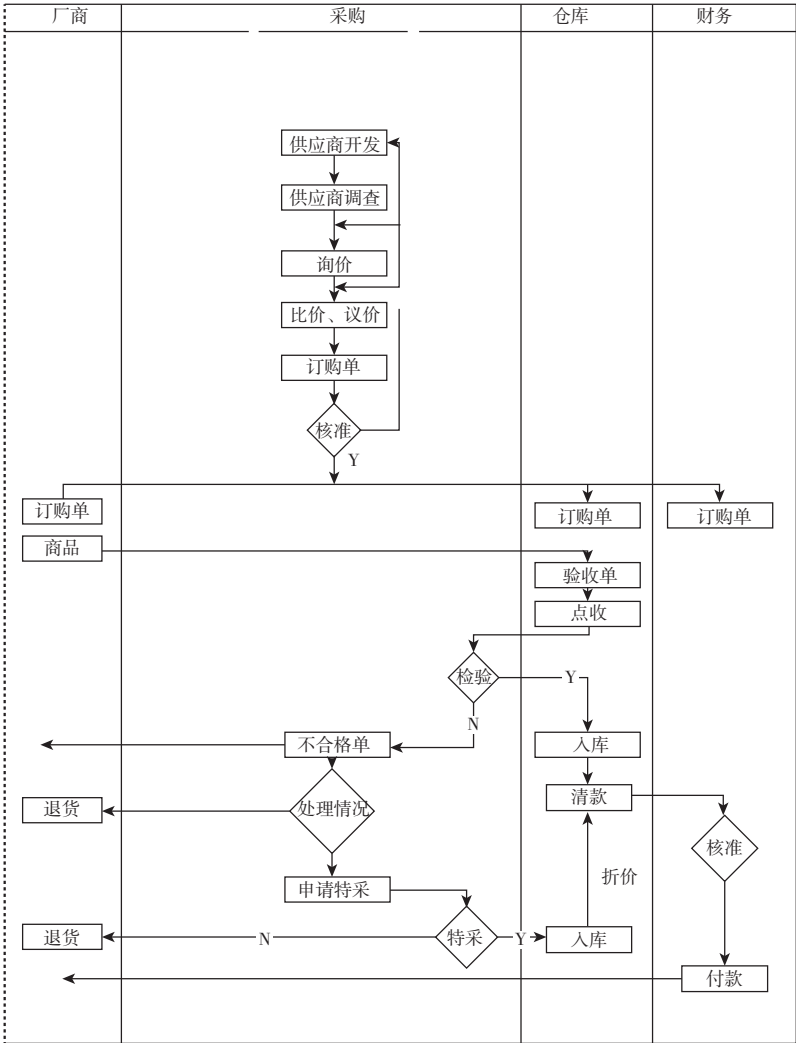 厂商 采购 仓库 财务
供应商开发
供应商调查
询价
比价、议价
订购单
核准
Y
订购单 订购单 订购单
商品
验收单
点收
检验 Y
N
不合格单 入库
退货 处理情况 清款
核准
折价
申请特采
退货 N 特采 Y 入库
付款